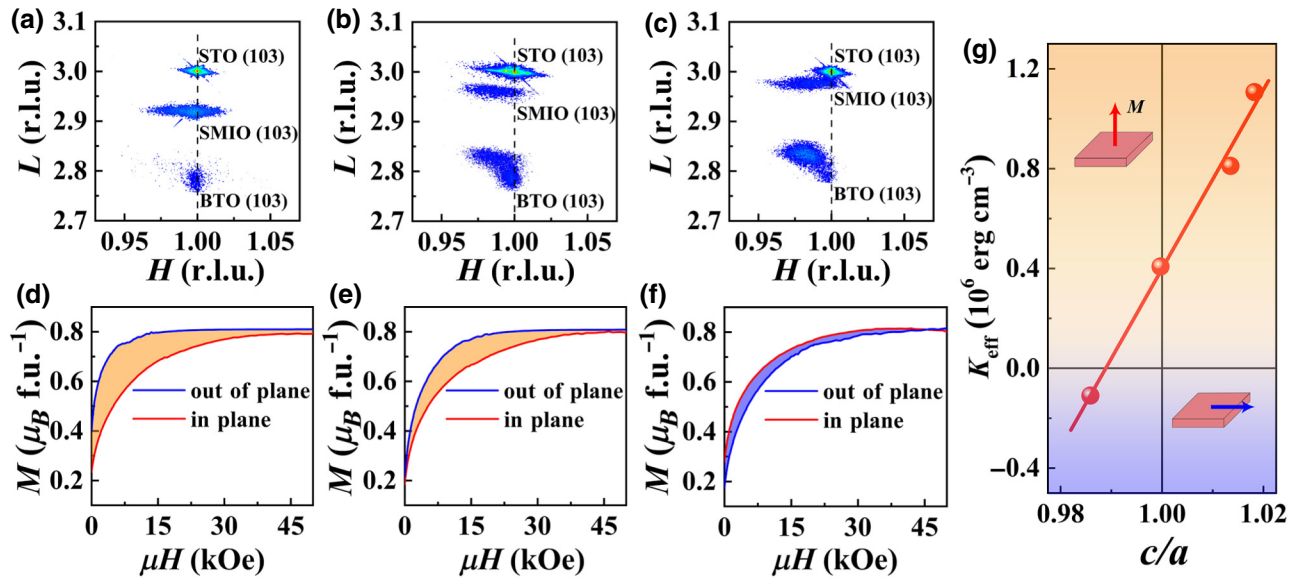 (a)
3.1
3.0
2.9
2.8
2.7
L (r.l.u.)
STO (103)
SMIO (103)
BTO (103)
0.95 1.00 1.05
H (r.l.u.)
(b)
3.1
3.0
2.9
2.8
2.7
L (r.l.u.)
STO (103)
SMIO (103)
BTO (103)
0.95 1.00 1.05
H (r.l.u.)
(c)
3.1
3.0
2.9
2.8
2.7
L (r.l.u.)
STO (103)
SMIO (103)
BTO (103)
0.95 1.00 1.05
H (r.l.u.)
(d)
0.8
0.6
0.4
0.2
M (μB f.u.⁻¹)
out of plane
in plane
0 15 30 45
μH (kOe)
(e)
0.8
0.6
0.4
0.2
M (μB f.u.⁻¹)
out of plane
in plane
0 15 30 45
μH (kOe)
(f)
0.8
0.6
0.4
0.2
M (μB f.u.⁻¹)
out of plane
in plane
0 15 30 45
μH (kOe)
(g)
1.2
0.8
0.4
0.0
−0.4
Keff (10⁶ erg cm⁻³)
M
0.98 1.00 1.02
c/a